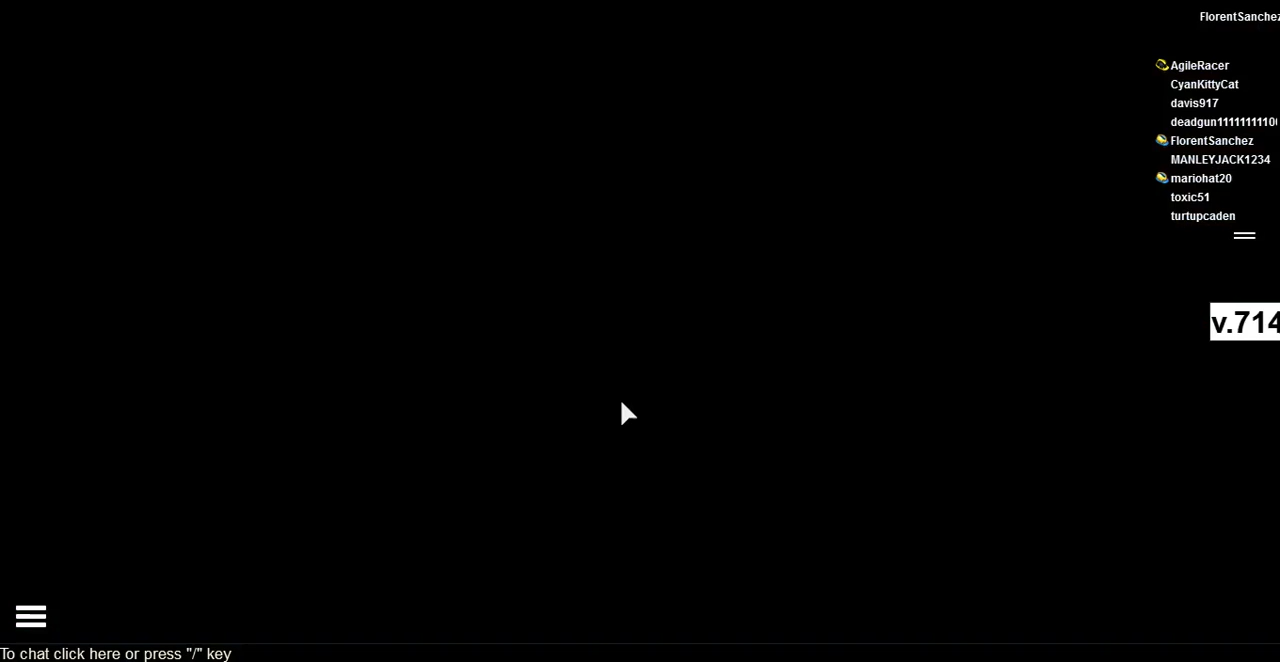 FlorentSanchez
AgileRacer
CyanKittyCat
davis917
FlorentSanchez
MANLEYJACK1234
mariohat20
toxic51
turtupcaden
v.714
To chat click here or press "/" key